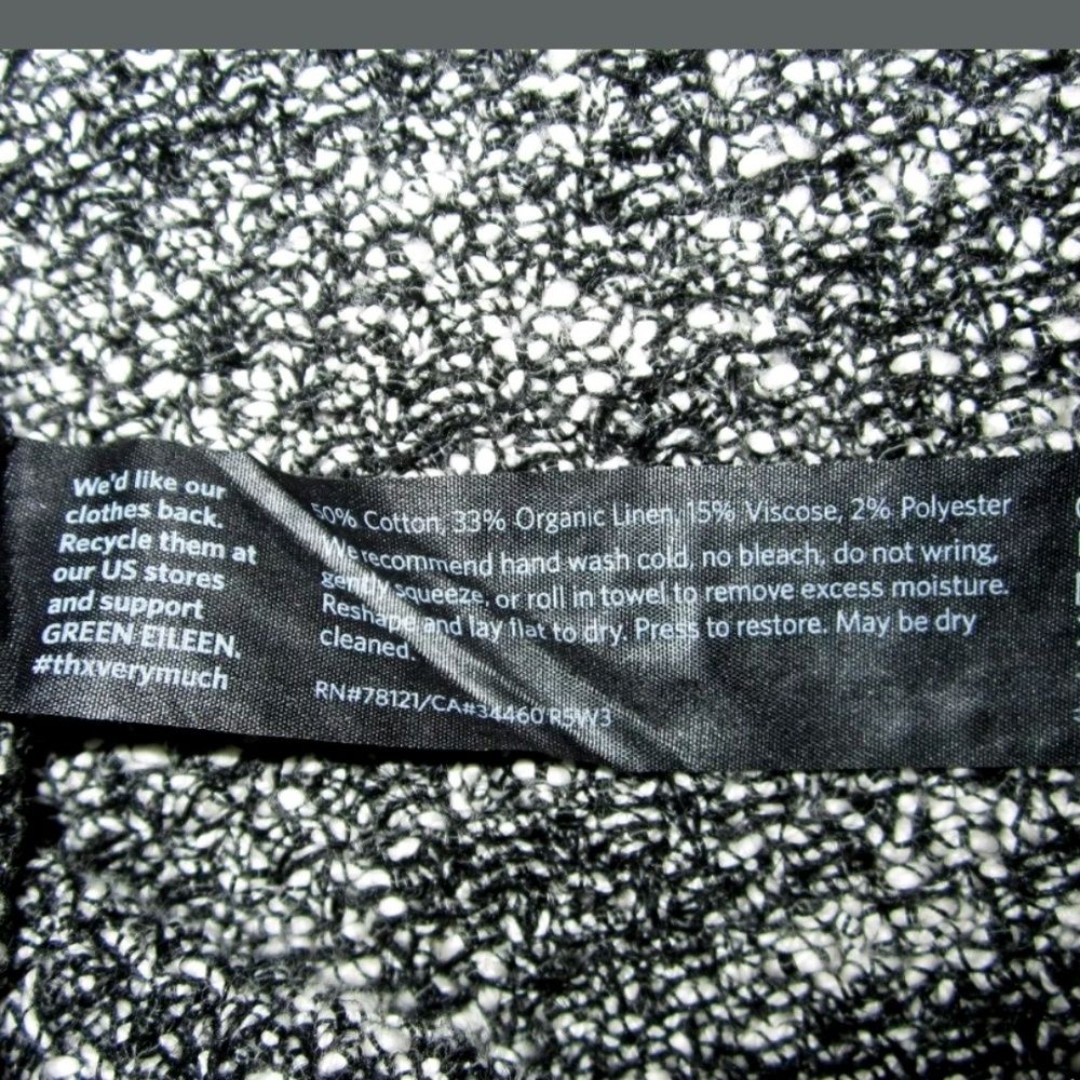 We'd like our
clothes back.
Recycle them at
our US stores
and support
GREEN EILEEN.
#thxverymuch
50% Cotton, 33% Organic Linen, 15% Viscose, 2% Polyester
We recommend hand wash cold, no bleach, do not wring,
gently squeeze, or roll in towel to remove excess moisture.
Reshape and lay flat to dry. Press to restore. May be dry
cleaned.
RN#78121/CA#34460 R5W3